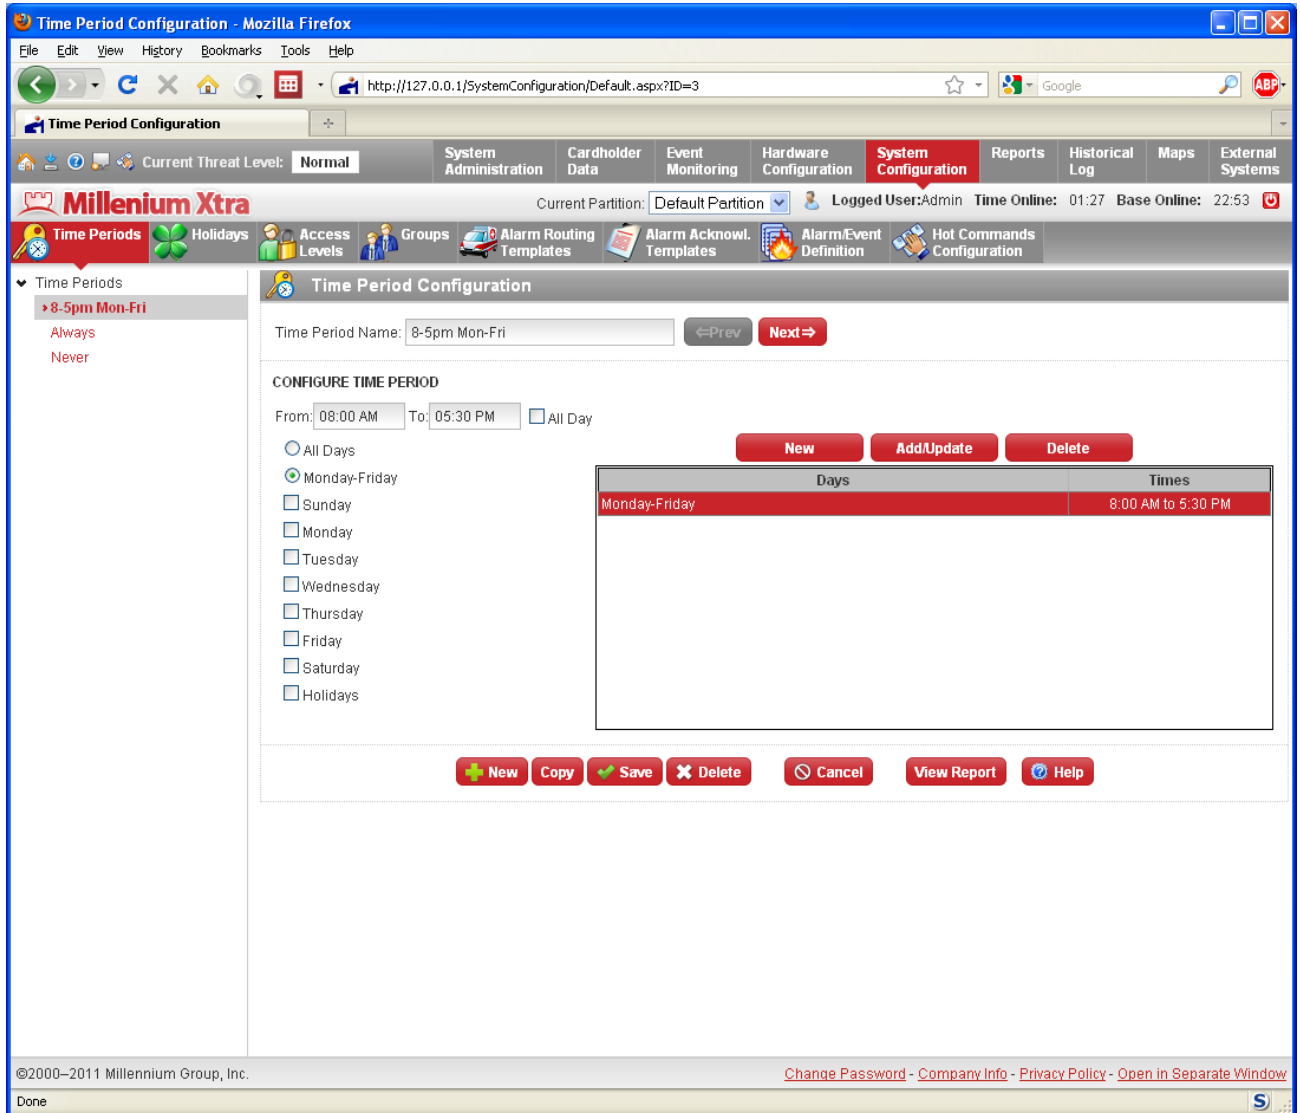 Time Period Configuration - Mozilla Firefox
File Edit View History Bookmarks Tools Help
http://127.0.0.1/SystemConfiguration/Default.aspx?ID=3
Google
ABP
Time Period Configuration
Current Threat Level: Normal
System Administration
Cardholder Data
Event Monitoring
Hardware Configuration
System Configuration
Reports
Historical Log
Maps
External Systems
Millenium Xtra
Current Partition: Default Partition Logged User:Admin Time Online: 01:27 Base Online: 22:53
Time Periods
Holidays
Access Levels
Groups
Alarm Routing Templates
Alarm Acknowl. Templates
Alarm/Event Definition
Hot Commands Configuration
Time Periods
8-5pm Mon-Fri
Always
Never
Time Period Configuration
Time Period Name: 8-5pm Mon-Fri ⇐Prev Next⇒
CONFIGURE TIME PERIOD
From: 08:00 AM To: 05:30 PM All Day
All Days
Monday-Friday
Sunday
Monday
Tuesday
Wednesday
Thursday
Friday
Saturday
Holidays
New Add/Update Delete
Days Times
Monday-Friday 8:00 AM to 5:30 PM
New Copy Save Delete Cancel View Report Help
©2000–2011 Millennium Group, Inc.
Change Password - Company Info - Privacy Policy - Open in Separate Window
Done
S